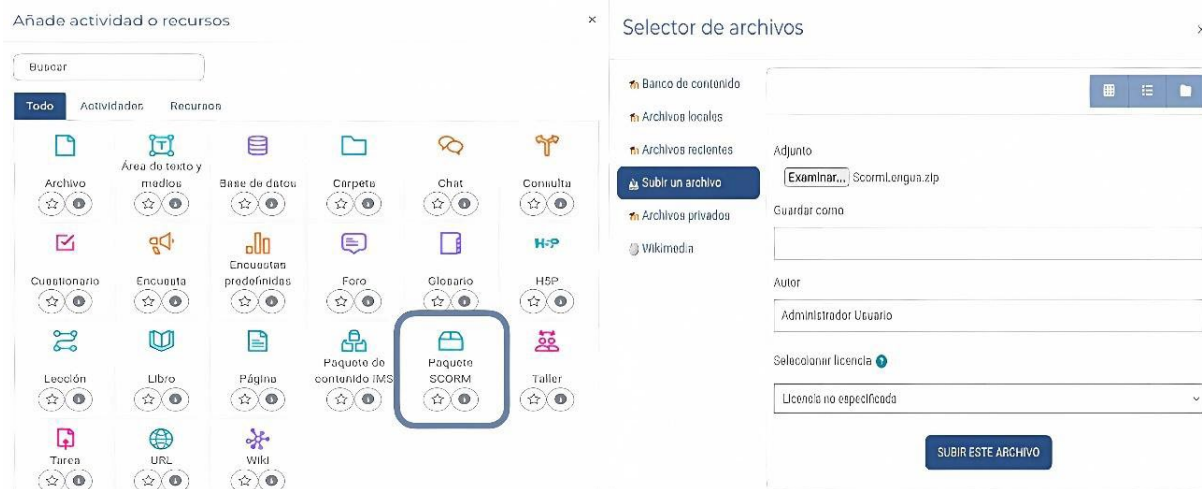 Añade actividad o recursos
×
Buscar
Todo Actividades Recursos
Archivo
Área de texto y
medios
Base de datos
Carpeta
Chat
Consulta
Cuestionario
Encuesta
Encuestas
predefinidas
Foro
Glosario
H5P
H5P
Lección
Libro
Página
Paquete de
contenido IMS
Paquete
SCORM
Taller
Tarea
URL
Wiki
Selector de archivos
×
Banco de contenido
Archivos locales
Archivos recientes
Subir un archivo
Archivos privados
Wikimedia
Adjunto
Examinar... ScormLengua.zip
Guardar como
Autor
Administrador Usuario
Seleccionar licencia ?
Licencia no especificada
SUBIR ESTE ARCHIVO